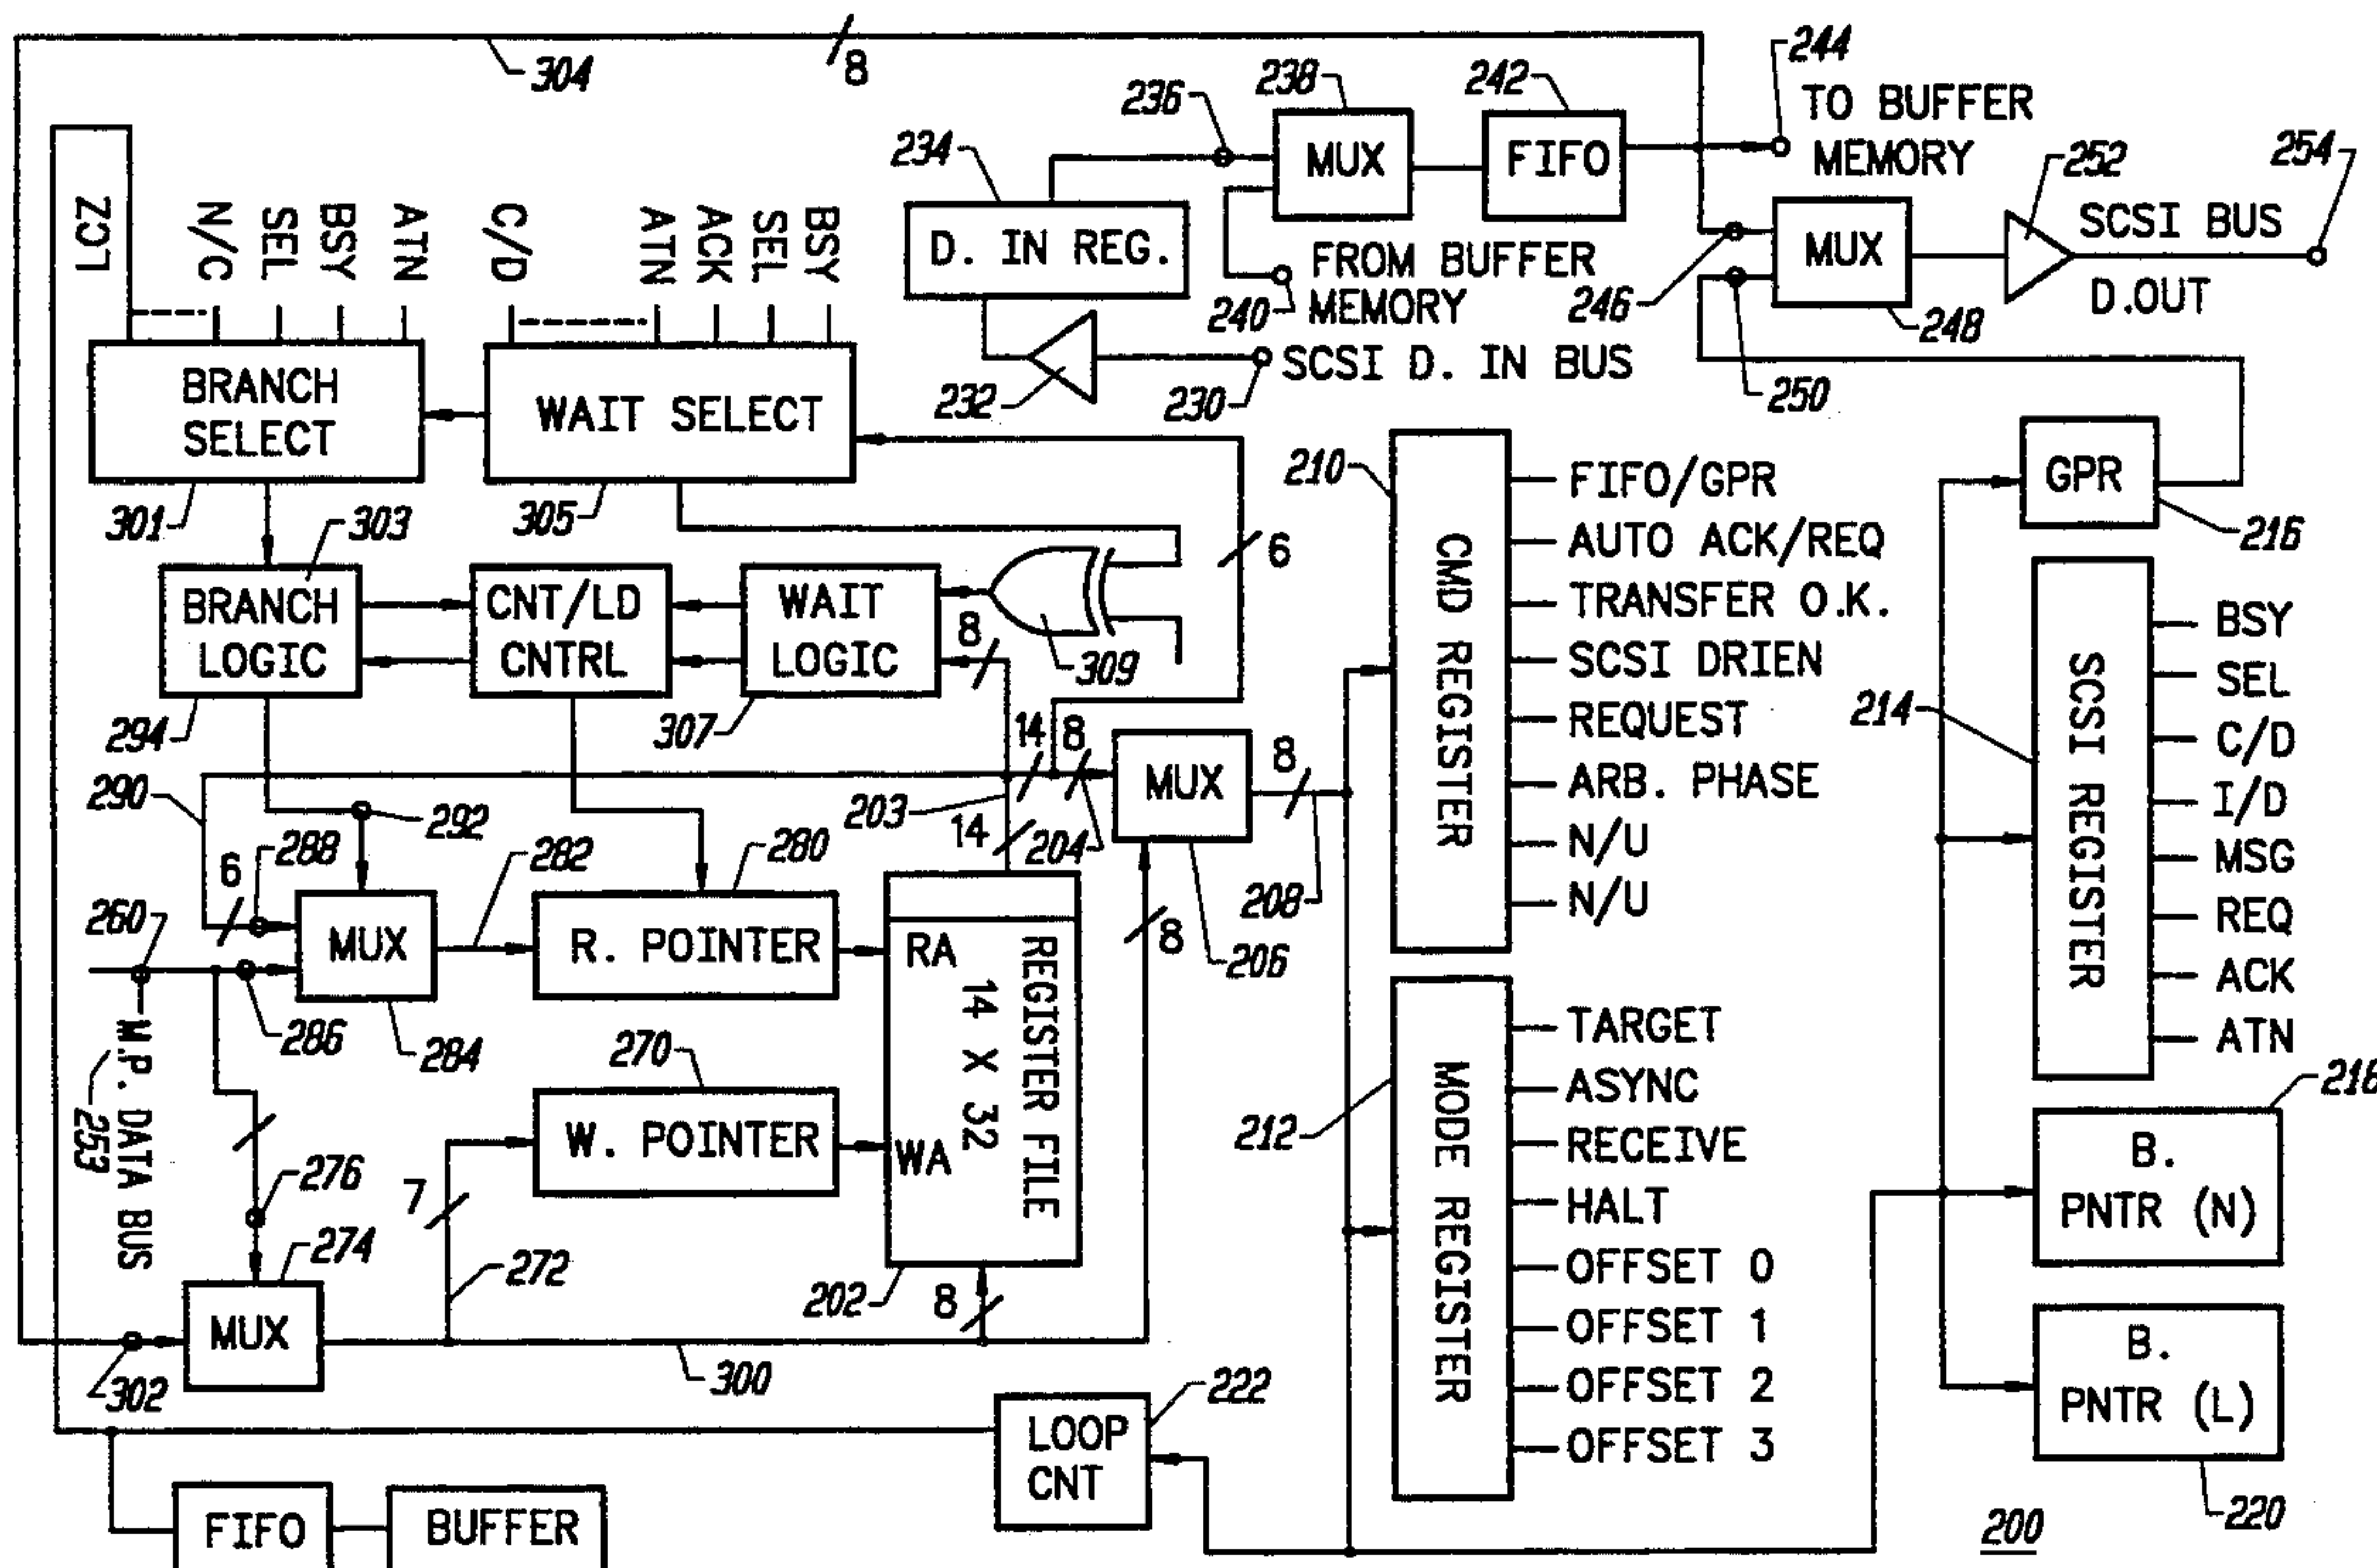 304
8
236
238
242
244
TO BUFFER
MEMORY
234
MUX
FIFO
252
254
LCZ
N/C
SEL
BSY
ATN
C/D
ATN
ACK
SEL
BSY
D. IN REG.
FROM BUFFER
MEMORY
240
246
MUX
248
SCSI BUS
D.OUT
BRANCH
SELECT
WAIT SELECT
232
230
SCSI D. IN BUS
250
301
303
305
6
210
CMD REGISTER
FIFO/GPR
AUTO ACK/REQ
TRANSFER O.K.
SCSI DRIEN
REQUEST
ARB. PHASE
N/U
N/U
GPR
216
BRANCH
LOGIC
CNT/LD
CNTRL
WAIT
LOGIC
8
309
294
307
14
8
MUX
8
214
SCSI REGISTER
BSY
SEL
C/D
I/D
MSG
REQ
ACK
ATN
290
292
203
14
204
208
206
8
6
288
282
280
260
MUX
R. POINTER
RA
REGISTER FILE
14 X 32
286
284
M.P. DATA BUS
253
270
W. POINTER
WA
212
MODE REGISTER
TARGET
ASYNC
RECEIVE
HALT
OFFSET 0
OFFSET 1
OFFSET 2
OFFSET 3
218
B.
PNTR (N)
276
7
274
272
202
8
MUX
302
300
222
LOOP
CNT
B.
PNTR (L)
220
200
FIFO
BUFFER